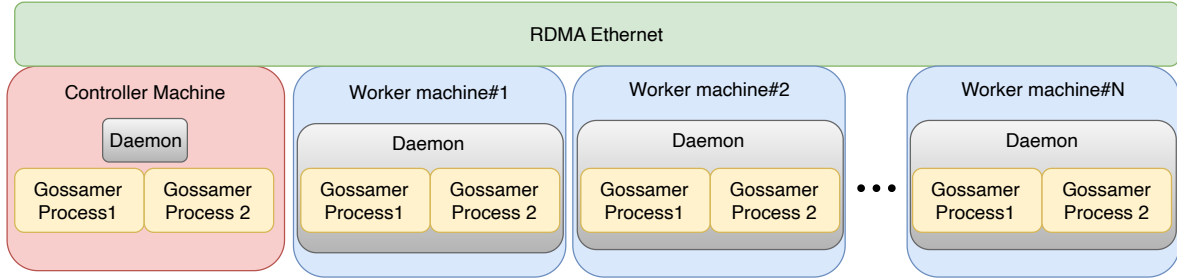 RDMA Ethernet
Controller Machine
Daemon
Gossamer
Process1
Gossamer
Process 2
Worker machine#1
Daemon
Gossamer
Process1
Gossamer
Process 2
Worker machine#2
Daemon
Gossamer
Process1
Gossamer
Process 2
Worker machine#N
Daemon
Gossamer
Process1
Gossamer
Process 2